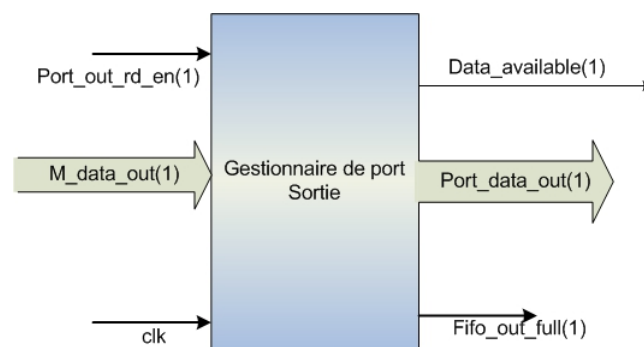 Port_out_rd_en(1)
Data_available(1)
M_data_out(1)
Gestionnaire de port
Sortie
Port_data_out(1)
clk
Fifo_out_full(1)